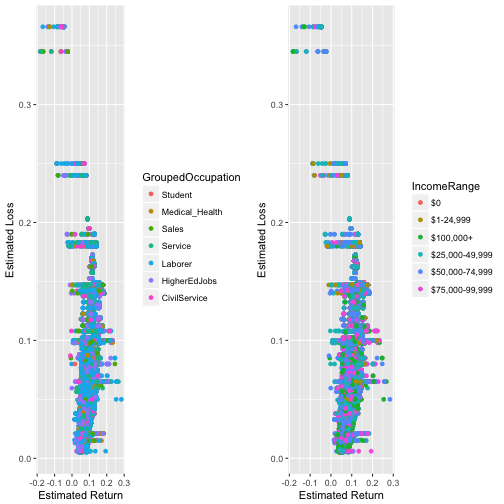 Estimated Loss
0.3
0.2
0.1
0.0
-0.2 -0.1 0.0 0.1 0.2 0.3
Estimated Return
GroupedOccupation
Student
Medical_Health
Sales
Service
Laborer
HigherEdJobs
CivilService
Estimated Loss
0.3
0.2
0.1
0.0
-0.2 -0.1 0.0 0.1 0.2 0.3
Estimated Return
IncomeRange
$0
$1-24,999
$100,000+
$25,000-49,999
$50,000-74,999
$75,000-99,999